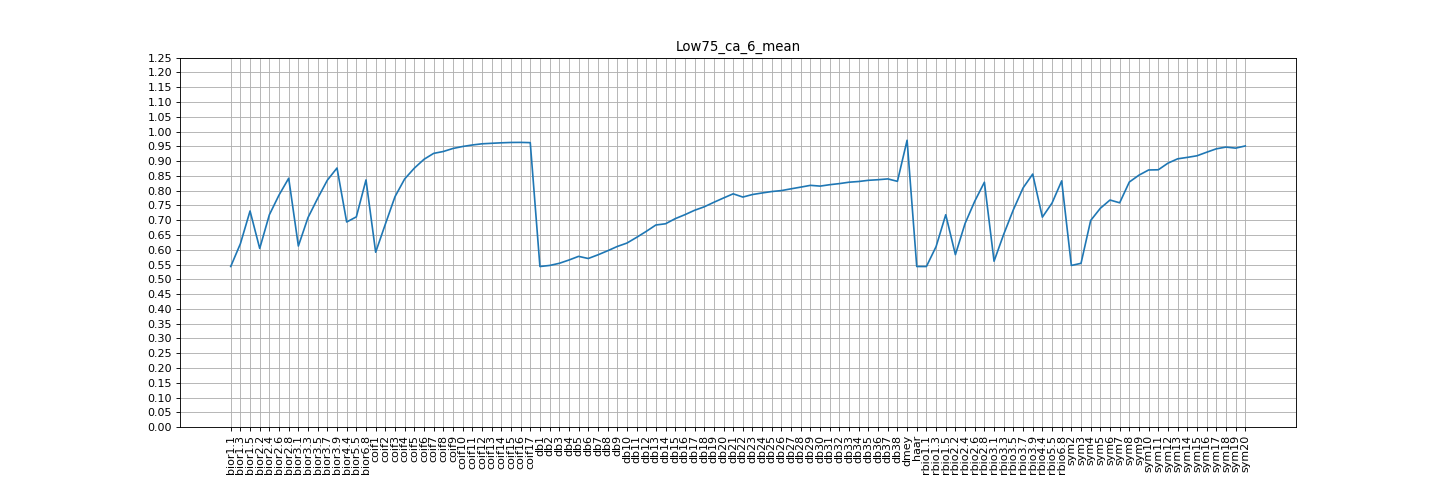 Low75_ca_6_mean
1.25
1.20
1.15
1.10
1.05
1.00
0.95
0.90
0.85
0.80
0.75
0.70
0.65
0.60
0.55
0.50
0.45
0.40
0.35
0.30
0.25
0.20
0.15
0.10
0.05
0.00
bior1.1
bior1.3
bior1.5
bior2.2
bior2.4
bior2.6
bior2.8
bior3.1
bior3.3
bior3.5
bior3.7
bior3.9
bior4.4
bior5.5
bior6.8
coif1
coif2
coif3
coif4
coif5
coif6
coif7
coif8
coif9
coif10
coif11
coif12
coif13
coif14
coif15
coif16
coif17
db1
db2
db3
db4
db5
db6
db7
db8
db9
db10
db11
db12
db13
db14
db15
db16
db17
db18
db19
db20
db21
db22
db23
db24
db25
db26
db27
db28
db29
db30
db31
db32
db33
db34
db35
db36
db37
db38
dmey
haar
rbio1.1
rbio1.3
rbio1.5
rbio2.2
rbio2.4
rbio2.6
rbio2.8
rbio3.1
rbio3.3
rbio3.5
rbio3.7
rbio3.9
rbio4.4
rbio5.5
rbio6.8
sym2
sym3
sym4
sym5
sym6
sym7
sym8
sym9
sym10
sym11
sym12
sym13
sym14
sym15
sym16
sym17
sym18
sym19
sym20